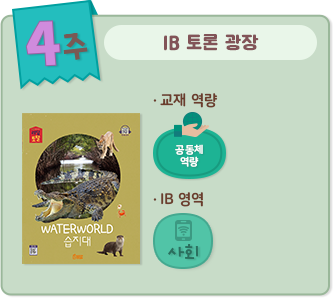 4주
IB 토론 광장
· 교재 역량
공동체
역량
WATERWORLD
습지대
· IB 영역
사회